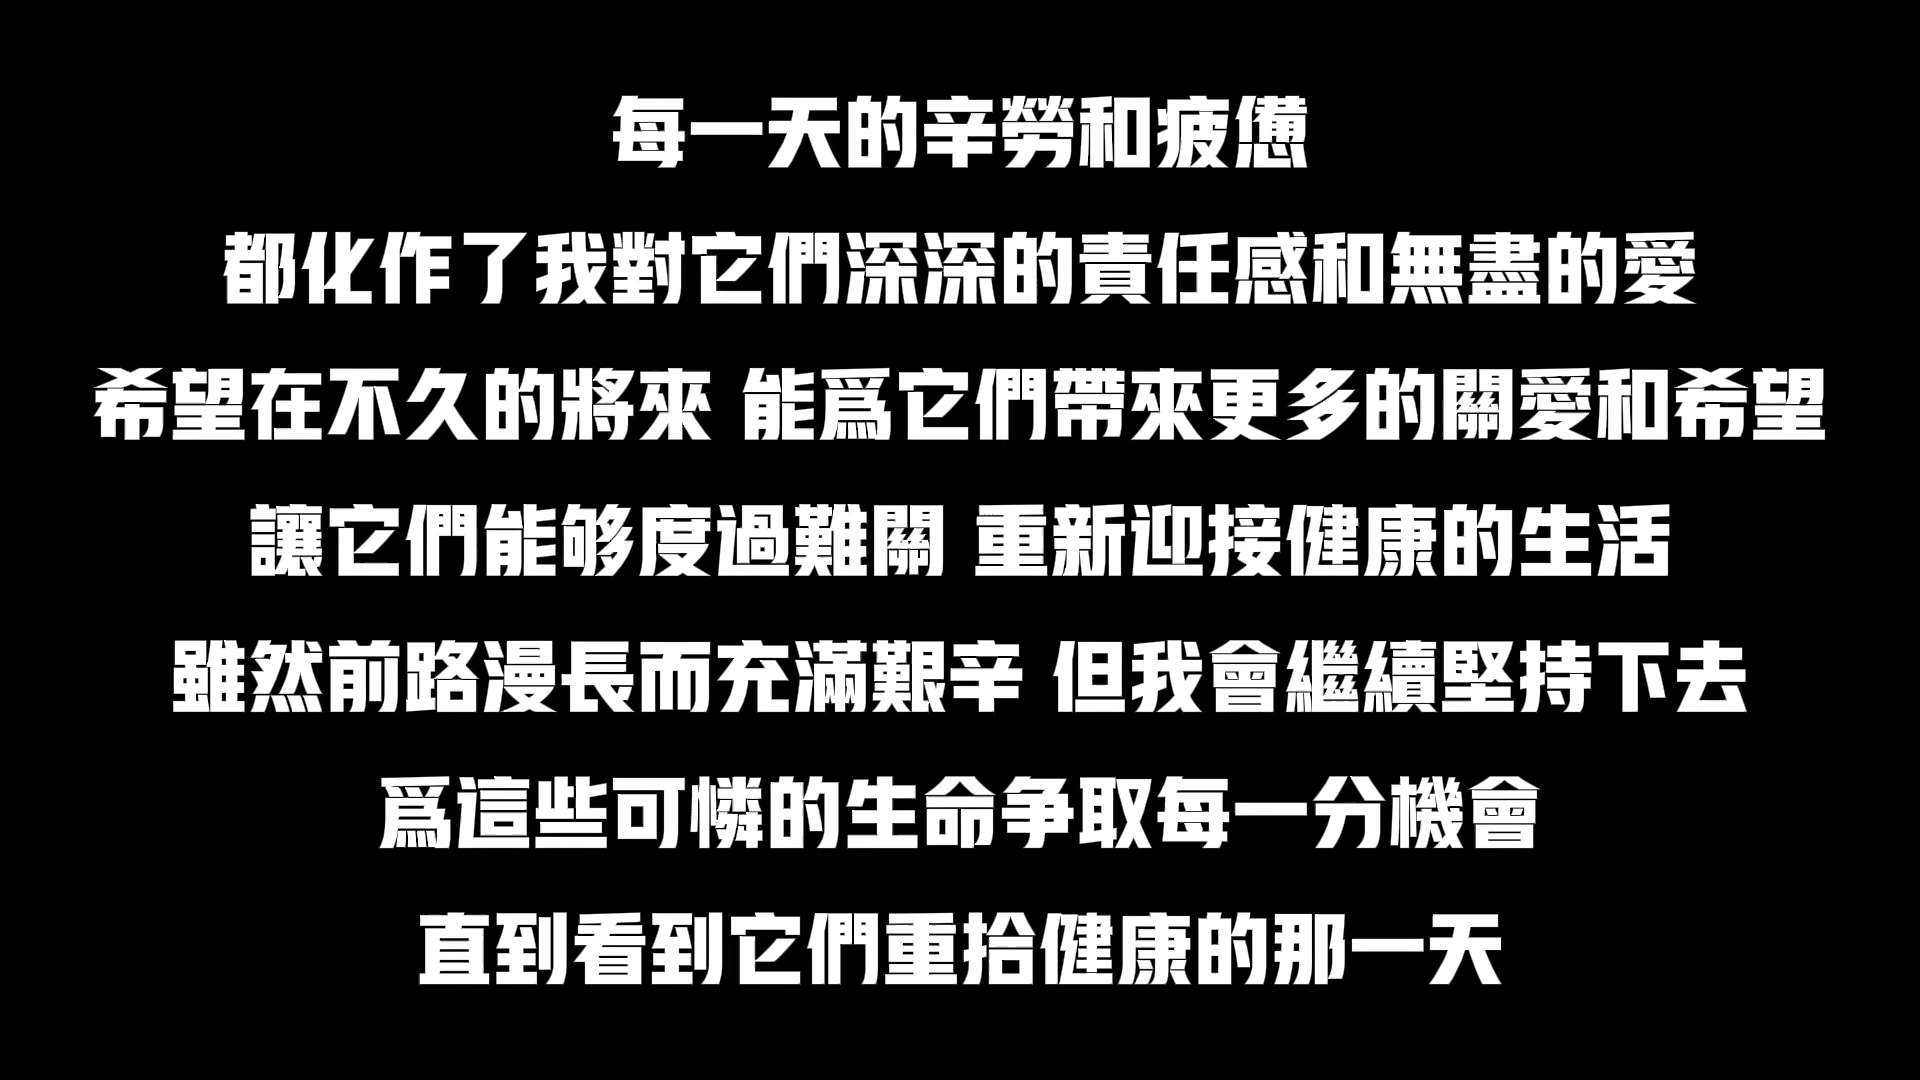 每一天的辛勞和疲憊
都化作了我對它們深深的責任感和無盡的愛
希望在不久的將來 能爲它們帶來更多的關愛和希望
讓它們能够度過難關 重新迎接健康的生活
雖然前路漫長而充滿艱辛 但我會繼續堅持下去
爲這些可憐的生命争取每一分機會
直到看到它們重拾健康的那一天